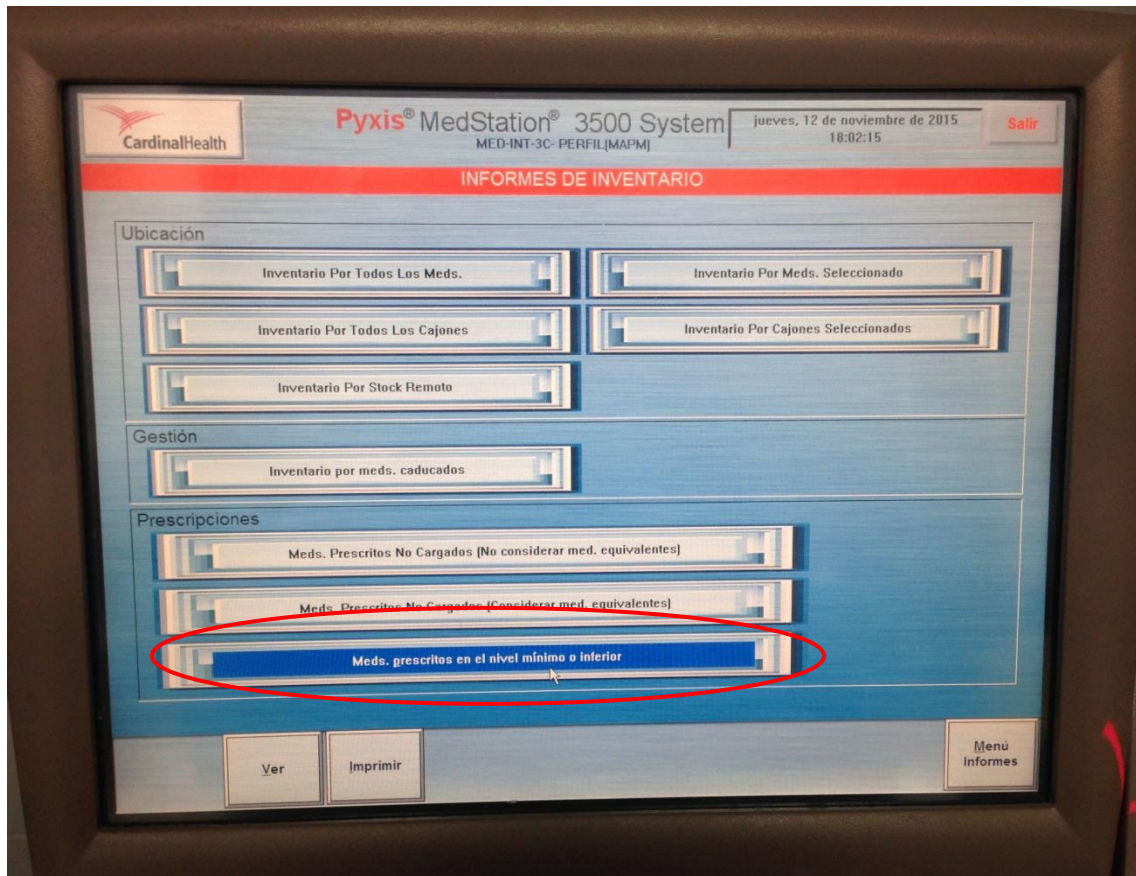 CardinalHealth
Pyxis® MedStation® 3500 System
MED-INT-3C- PERFIL(MAPM)
jueves, 12 de noviembre de 2015
18:02:15
Salir
INFORMES DE INVENTARIO
Ubicación
Inventario Por Todos Los Meds.
Inventario Por Meds. Seleccionado
Inventario Por Todos Los Cajones
Inventario Por Cajones Seleccionados
Inventario Por Stock Remoto
Gestión
Inventario por meds. caducados
Prescripciones
Meds. Prescritos No Cargados (No considerar med. equivalentes)
Meds. Prescritos No Cargados (Considerar med. equivalentes)
Meds. prescritos en el nivel mínimo o inferior
Ver
Imprimir
Menú
Informes